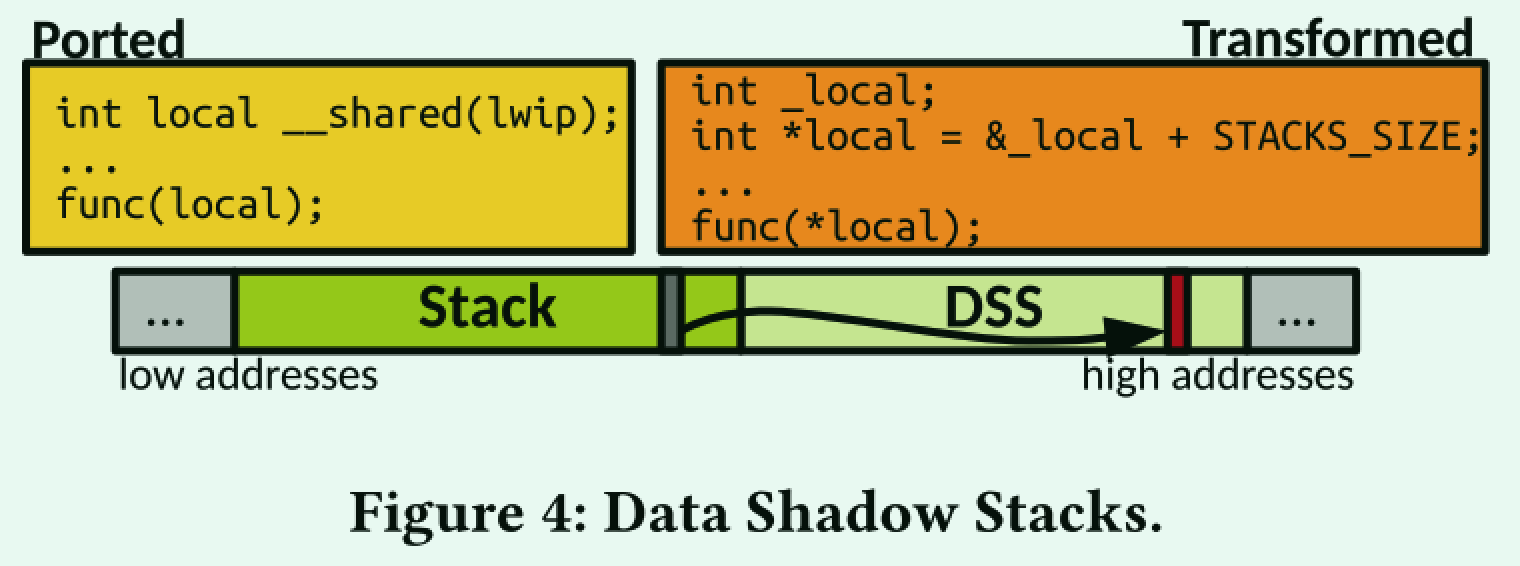 Ported
int local __shared(lwip);
...
func(local);
Transformed
int _local;
int *local = &_local + STACKS_SIZE;
...
func(*local);
... Stack DSS ...
low addresses high addresses
Figure 4: Data Shadow Stacks.